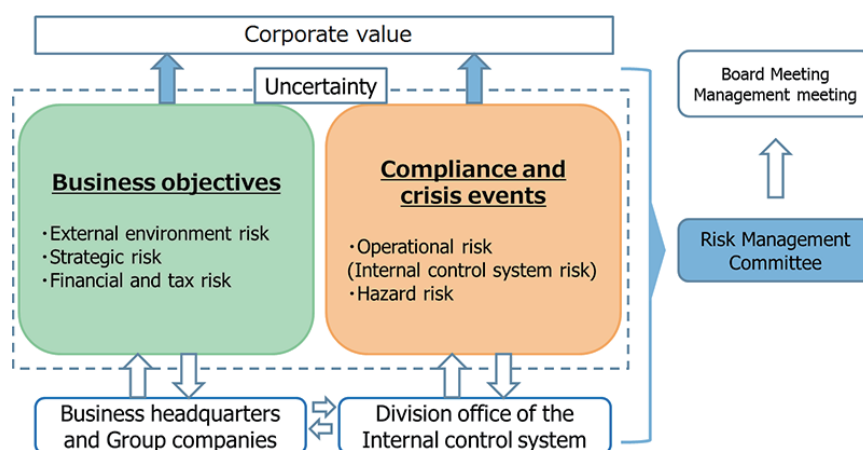 Corporate value
Uncertainty
Business objectives
・External environment risk
・Strategic risk
・Financial and tax risk
Compliance and
crisis events
・Operational risk
(Internal control system risk)
・Hazard risk
Business headquarters
and Group companies
Division office of the
Internal control system
Board Meeting
Management meeting
Risk Management
Committee